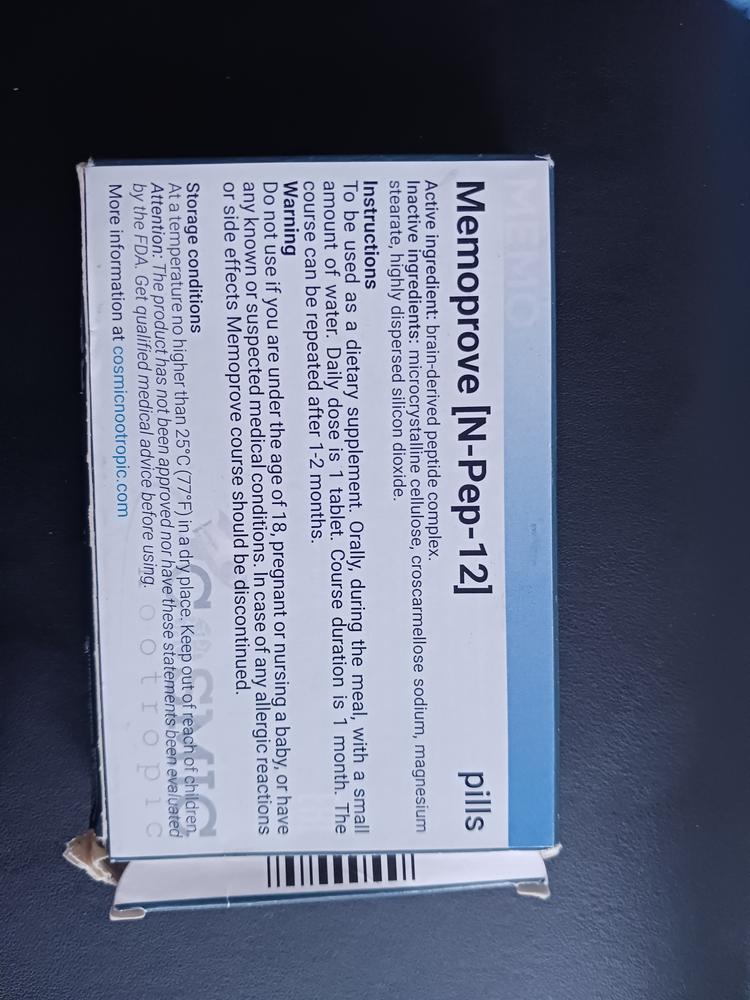 MEMO
Memoprove [N-Pep-12] pills
Active ingredient: brain-derived peptide complex.
Inactive ingredients: microcrystalline cellulose, croscarmellose sodium, magnesium
stearate, highly dispersed silicon dioxide.
Instructions
To be used as a dietary supplement. Orally, during the meal, with a small
amount of water. Daily dose is 1 tablet. Course duration is 1 month. The
course can be repeated after 1-2 months.
Warning
Do not use if you are under the age of 18, pregnant or nursing a baby, or have
any known or suspected medical conditions. In case of any allergic reactions
or side effects Memoprove course should be discontinued.
Storage conditions
At a temperature no higher than 25°C (77°F) in a dry place. Keep out of reach of children.
Attention: The product has not been approved nor have these statements been evaluated
by the FDA. Get qualified medical advice before using.
More information at cosmicnootropic.com
COSMIC
nootropic